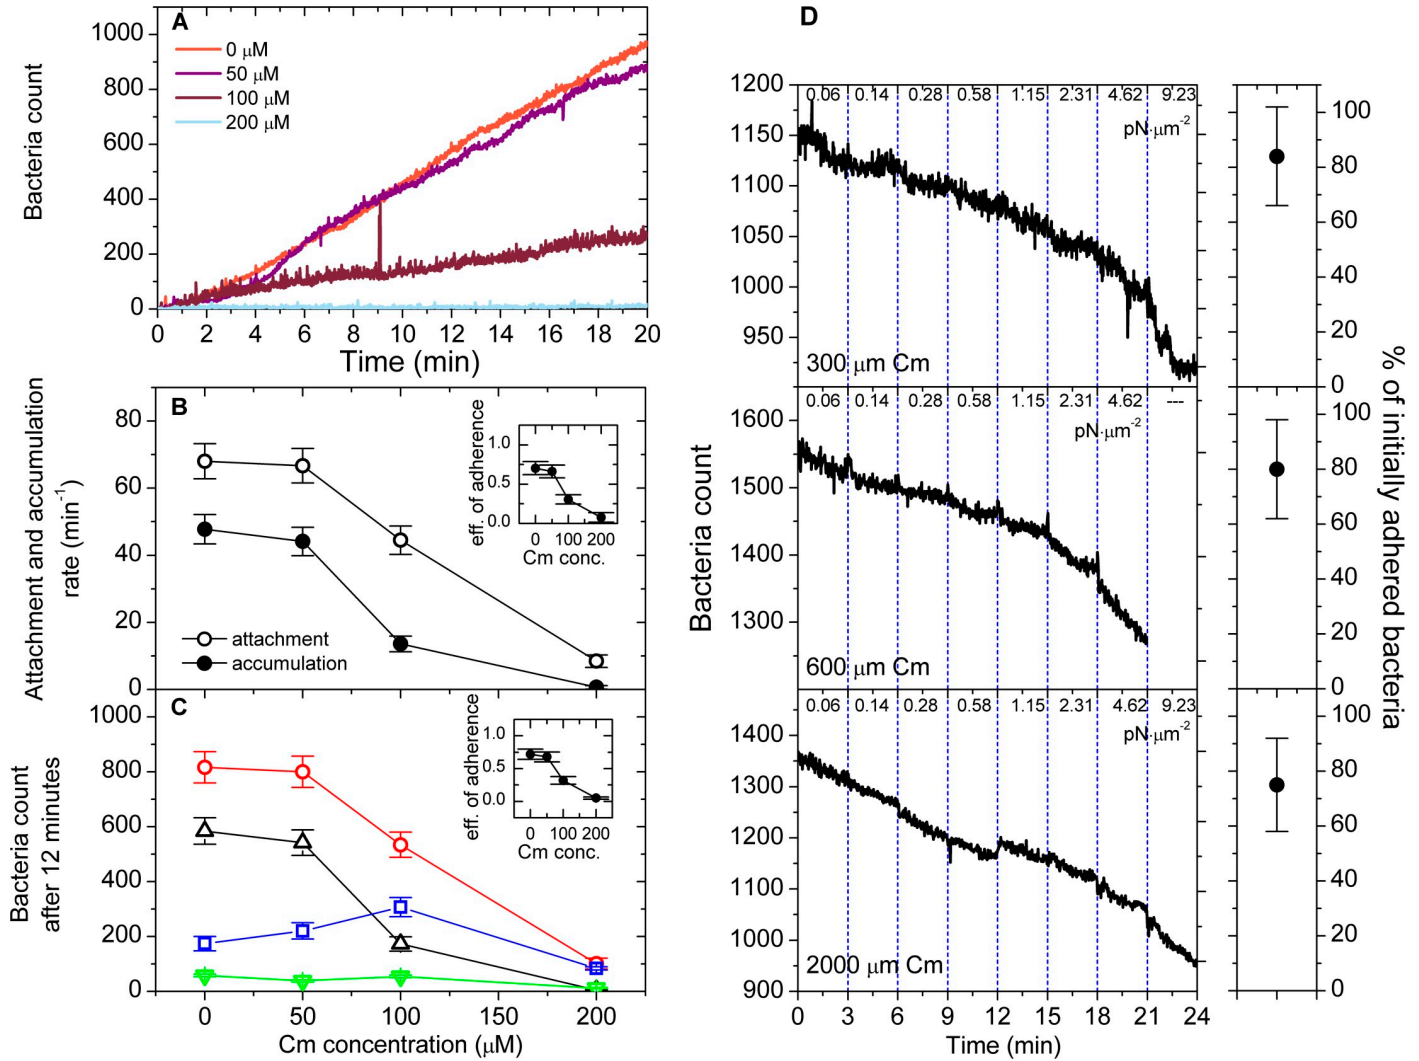 A
0 μM
50 μM
100 μM
200 μM
1000
800
600
400
200
0
Bacteria count
0 2 4 6 8 10 12 14 16 18 20
Time (min)
B
80
60
40
20
0
Attachment and accumulation
rate (min⁻¹)
attachment
accumulation
eff. of adherence
1.0
0.5
0.0
0 100 200
Cm conc.
C
1000
800
600
400
200
0
Bacteria count
after 12 minutes
eff. of adherence
1.0
0.5
0.0
0 100 200
Cm conc.
0 50 100 150 200
Cm concentration (μM)
D
Bacteria count
1200
1150
1100
1050
1000
950
0.06 0.14 0.28 0.58 1.15 2.31 4.62 9.23
pN·μm⁻²
300 μm Cm
100
80
60
40
20
0
1600
1500
1400
1300
0.06 0.14 0.28 0.58 1.15 2.31 4.62 ---
pN·μm⁻²
600 μm Cm
100
80
60
40
20
0
1400
1300
1200
1100
1000
900
0.06 0.14 0.28 0.58 1.15 2.31 4.62 9.23
pN·μm⁻²
2000 μm Cm
100
80
60
40
20
0
0 3 6 9 12 15 18 21 24
Time (min)
% of initially adhered bacteria